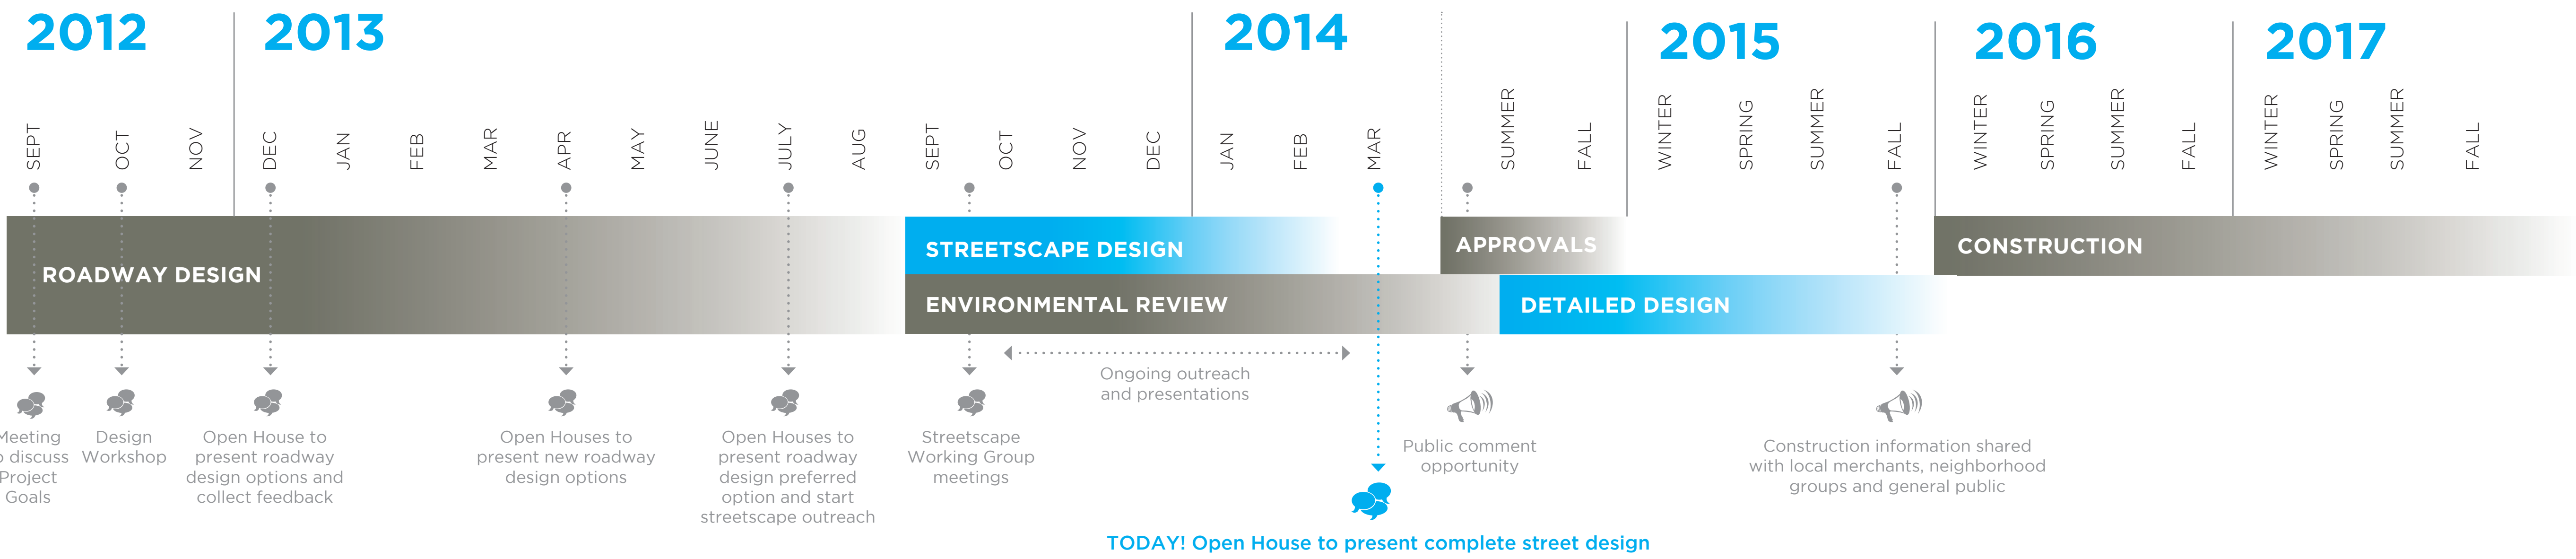 2012
2013
2014
2015
2016
2017
SEPT
OCT
NOV
DEC
JAN
FEB
MAR
APR
MAY
JUNE
JULY
AUG
SEPT
OCT
NOV
DEC
JAN
FEB
MAR
SUMMER
FALL
WINTER
SPRING
SUMMER
FALL
WINTER
SPRING
SUMMER
FALL
WINTER
SPRING
SUMMER
FALL
ROADWAY DESIGN
STREETSCAPE DESIGN
ENVIRONMENTAL REVIEW
APPROVALS
DETAILED DESIGN
CONSTRUCTION
Ongoing outreach
and presentations
Meeting
o discuss
Project
Goals
Design
Workshop
Open House to
present roadway
design options and
collect feedback
Open Houses to
present new roadway
design options
Open Houses to
present roadway
design preferred
option and start
streetscape outreach
Streetscape
Working Group
meetings
Public comment
opportunity
Construction information shared
with local merchants, neighborhood
groups and general public
TODAY! Open House to present complete street design